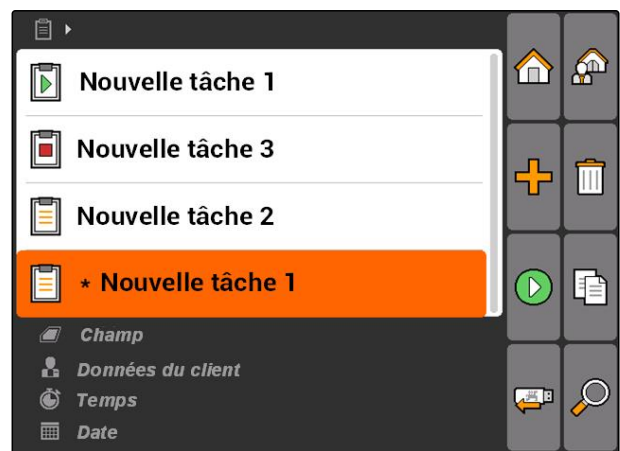 Nouvelle tâche 1
Nouvelle tâche 3
Nouvelle tâche 2
* Nouvelle tâche 1
Champ
Données du client
Temps
Date